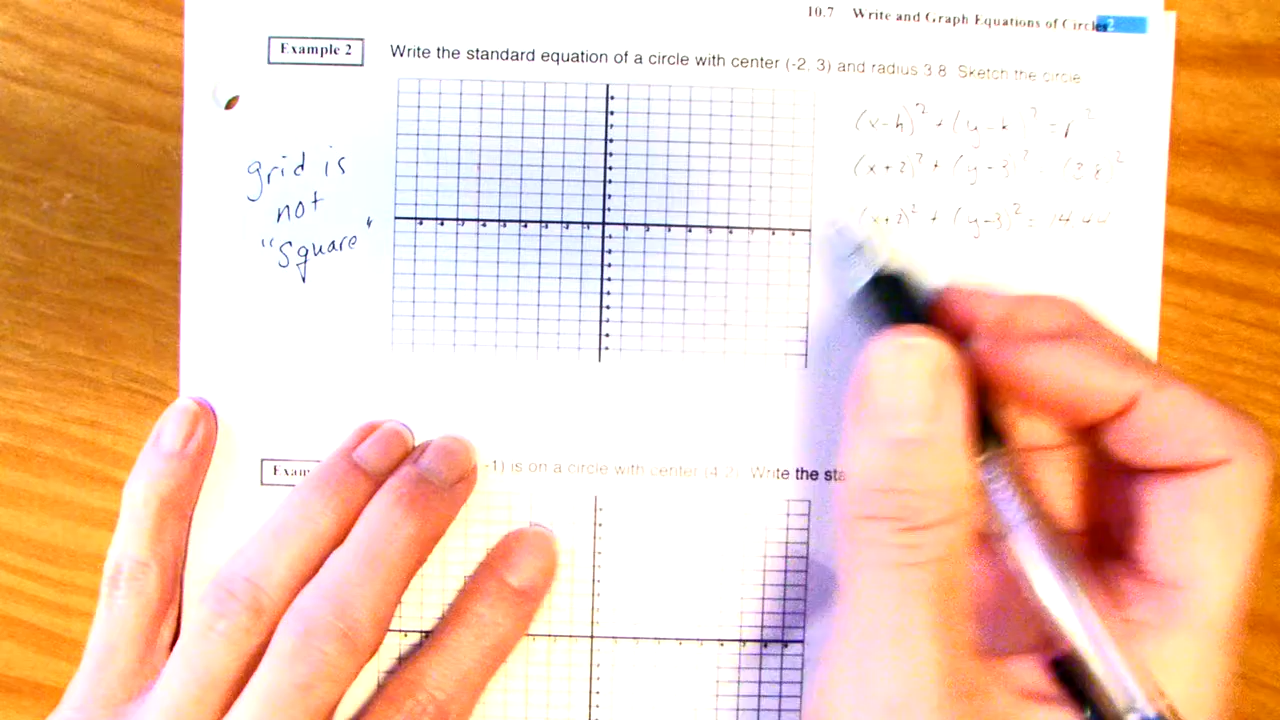 10.7 Write and Graph Equations of Circles 2
Example 2 Write the standard equation of a circle with center (-2, 3) and radius 3.8. Sketch the circle.
(x-h)² + (y-k)² = r²
(x+2)² + (y-3)² = (3.8)²
(x+2)² + (y-3)² = 14.44
grid is
not
"Square"
Exam -1) is on a circle with center (4, 2). Write the sta